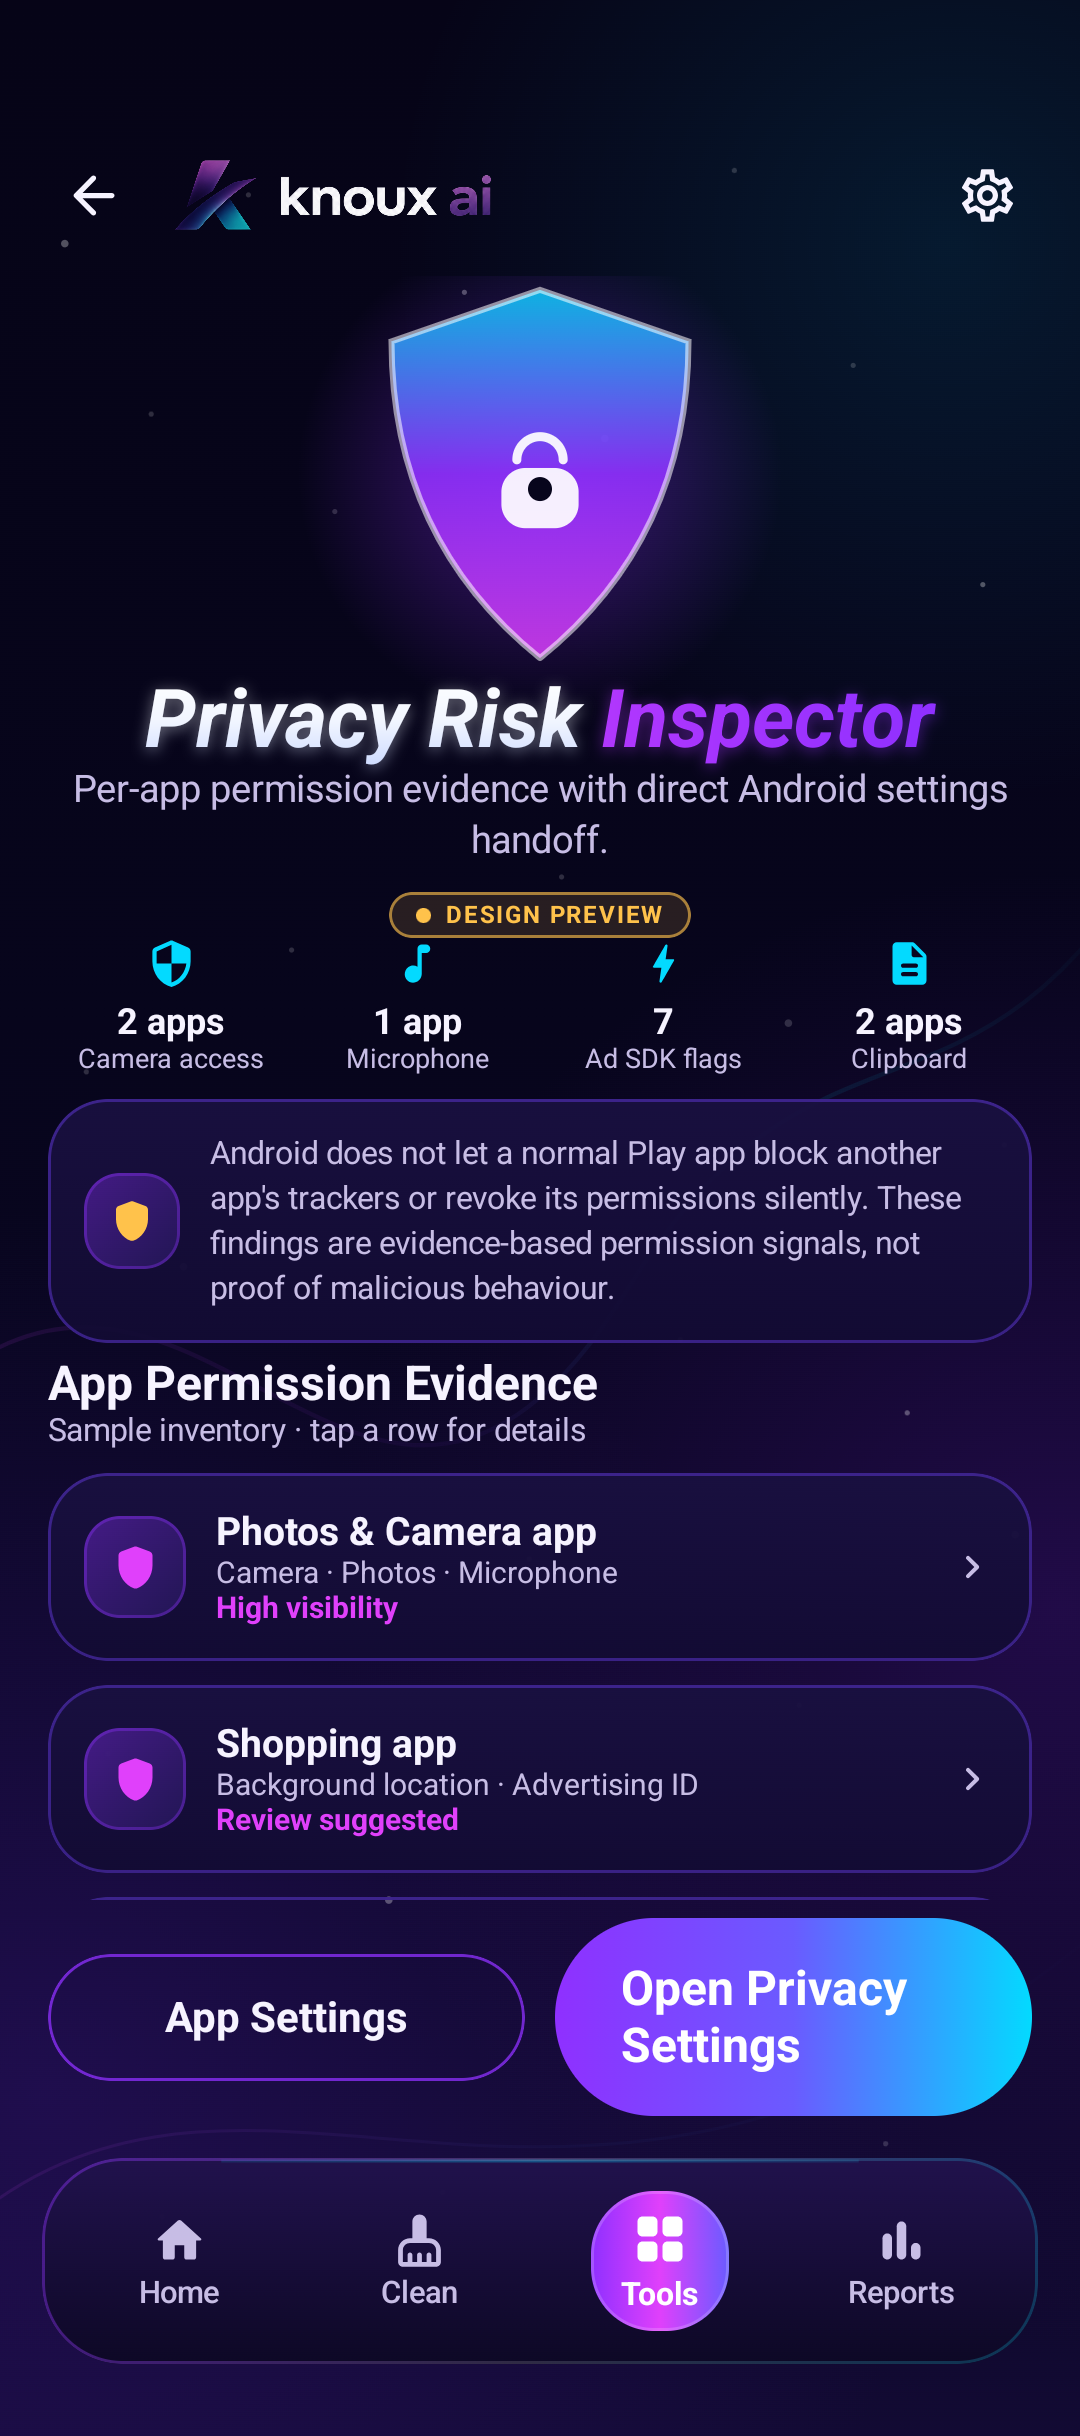 knoux ai
Privacy Risk Inspector
Per-app permission evidence with direct Android settings
handoff.
DESIGN PREVIEW
2 apps
Camera access
1 app
Microphone
7
Ad SDK flags
2 apps
Clipboard
Android does not let a normal Play app block another
app's trackers or revoke its permissions silently. These
findings are evidence-based permission signals, not
proof of malicious behaviour.
App Permission Evidence
Sample inventory · tap a row for details
Photos & Camera app
Camera · Photos · Microphone
High visibility
Shopping app
Background location · Advertising ID
Review suggested
App Settings
Open Privacy
Settings
Home
Clean
Tools
Reports